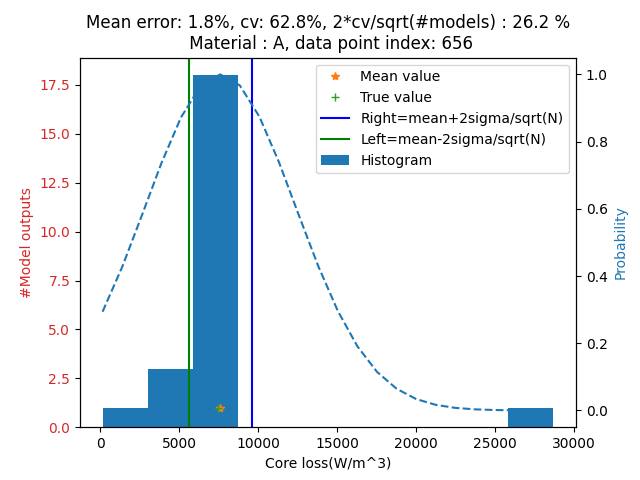 Mean error: 1.8%, cv: 62.8%, 2*cv/sqrt(#models) : 26.2 %
Material : A, data point index: 656
Mean value
True value
Right=mean+2sigma/sqrt(N)
Left=mean-2sigma/sqrt(N)
Histogram
#Model outputs
17.5
15.0
12.5
10.0
7.5
5.0
2.5
0.0
Probability
1.0
0.8
0.6
0.4
0.2
0.0
0 5000 10000 15000 20000 25000 30000
Core loss(W/m^3)